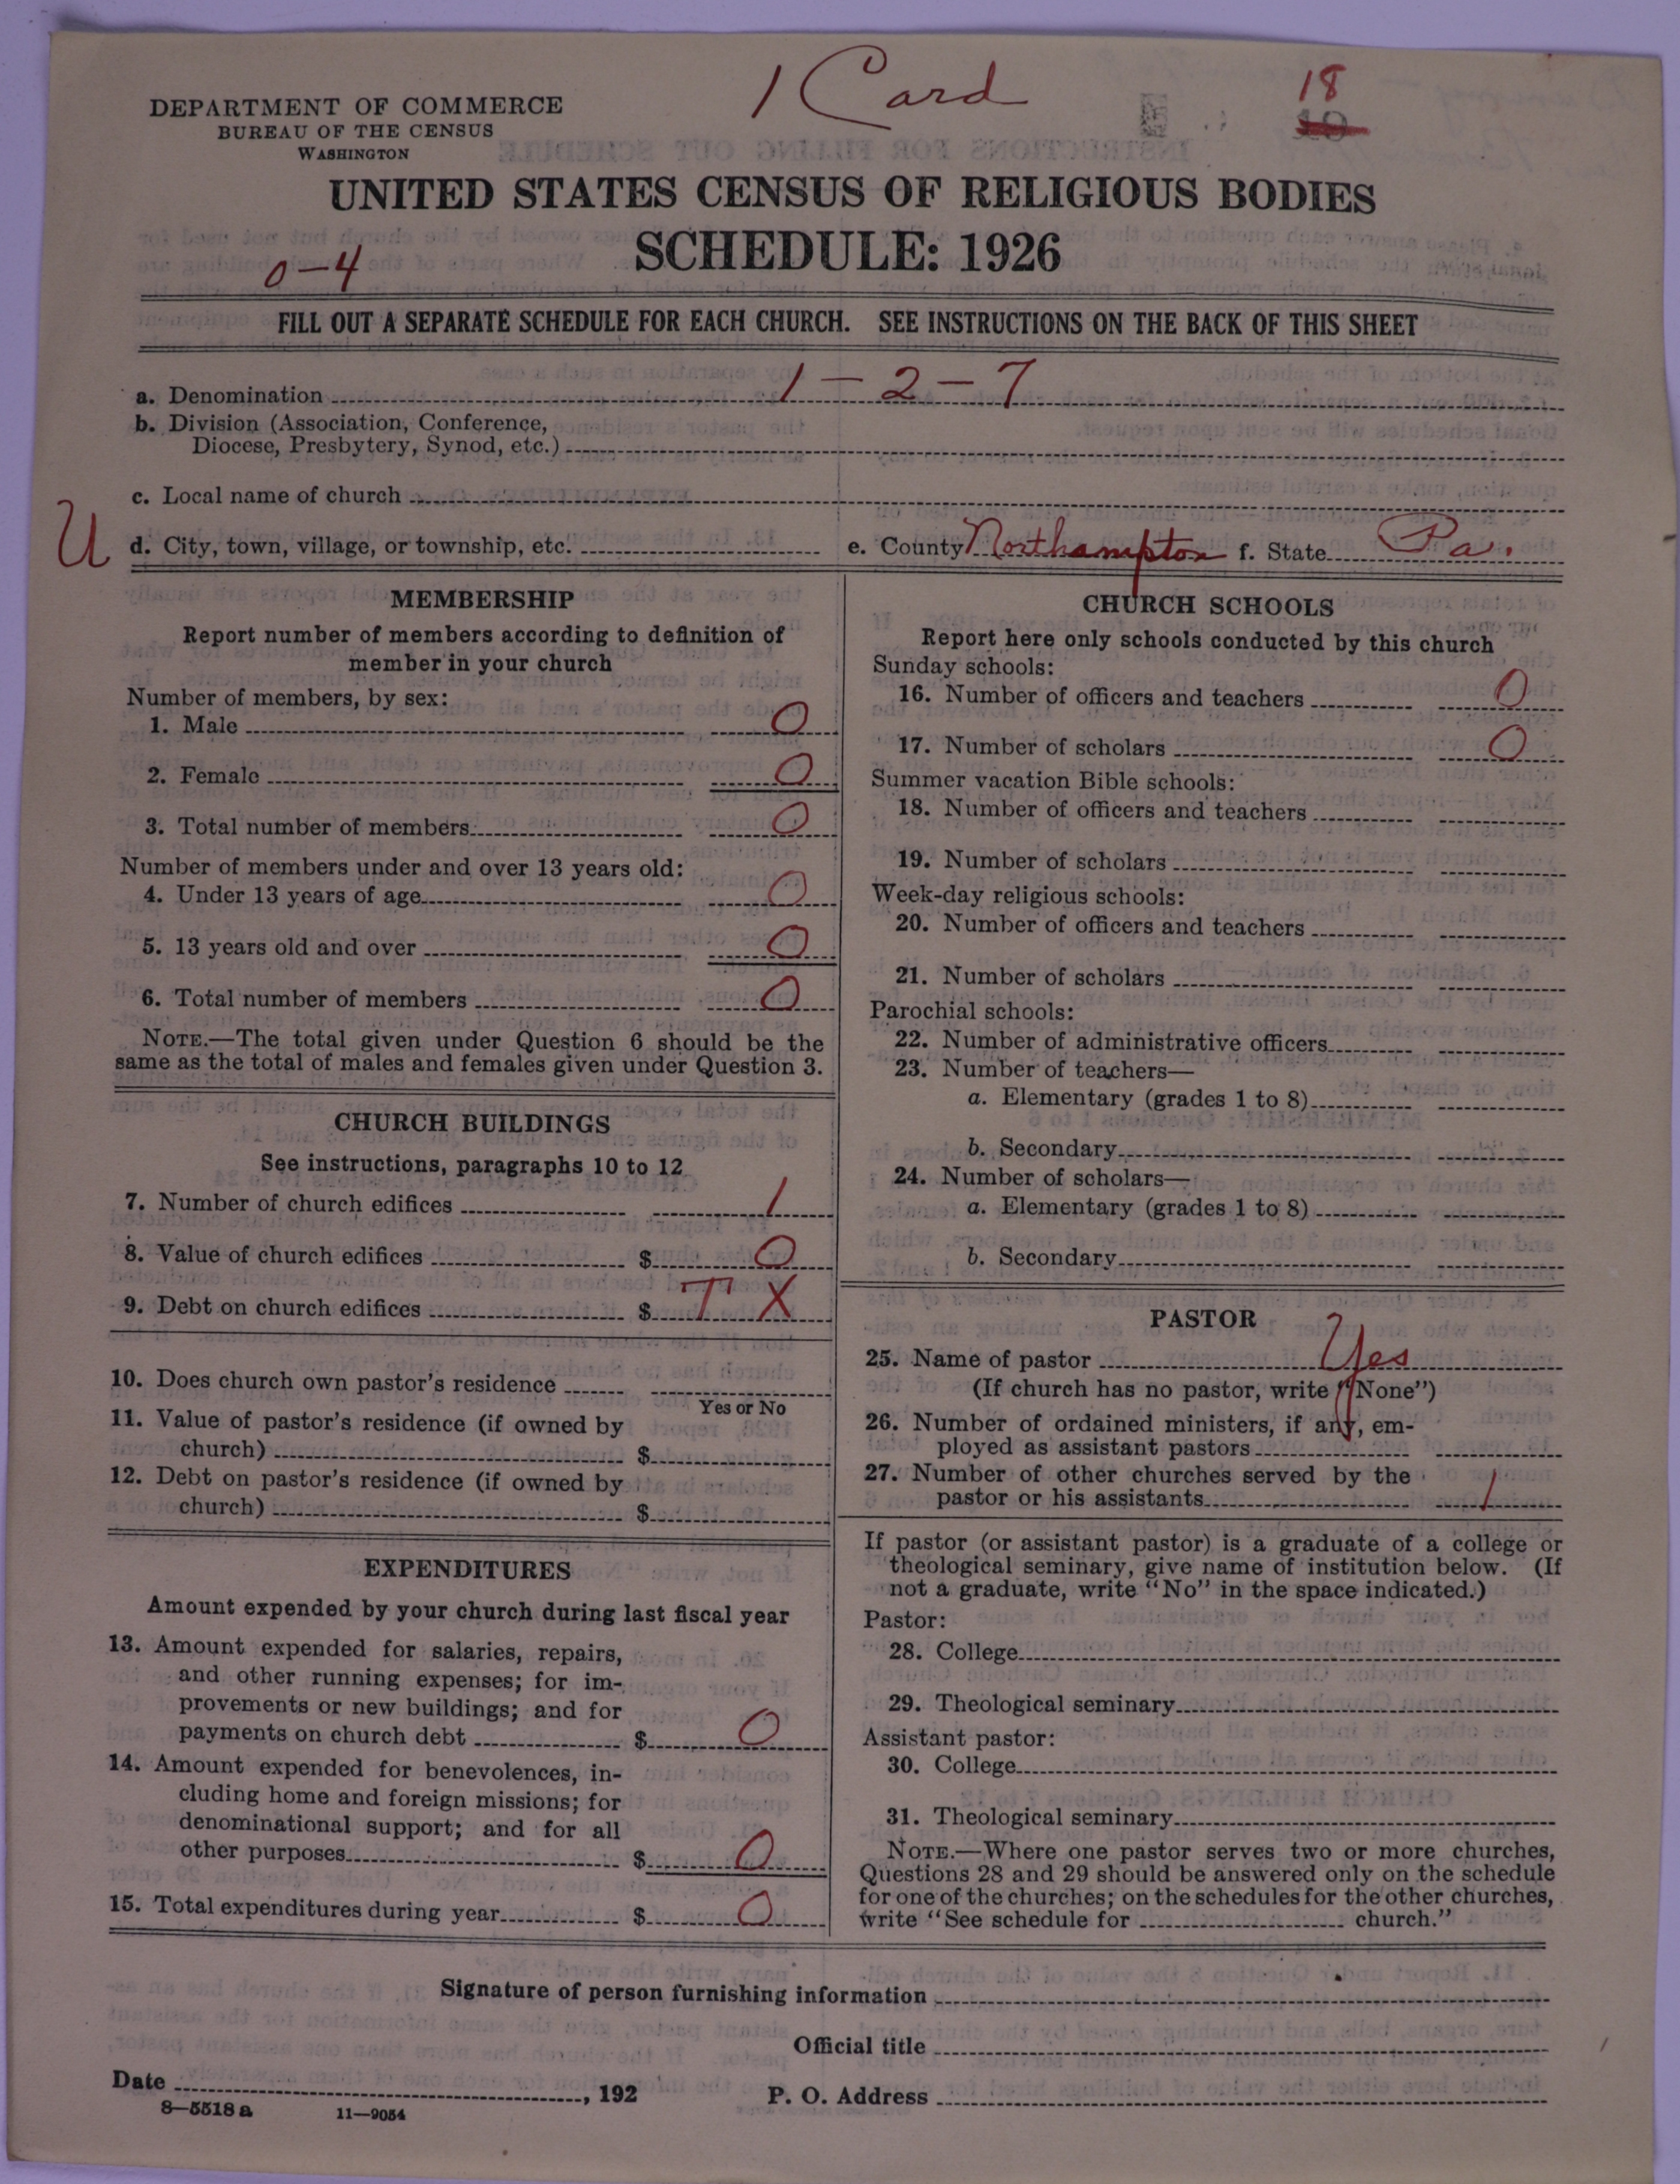 1 Card
18
19
DEPARTMENT OF COMMERCE
BUREAU OF THE CENSUS
WASHINGTON
UNITED STATES CENSUS OF RELIGIOUS BODIES
SCHEDULE: 1926
0-4
FILL OUT A SEPARATE SCHEDULE FOR EACH CHURCH. SEE INSTRUCTIONS ON THE BACK OF THIS SHEET
a. Denomination 1-2-7
b. Division (Association, Conference,
Diocese, Presbytery, Synod, etc.)
c. Local name of church
U
d. City, town, village, or township, etc. e. County Northampton f. State Pa.
MEMBERSHIP
Report number of members according to definition of
member in your church
Number of members, by sex:
1. Male 0
2. Female 0
3. Total number of members 0
Number of members under and over 13 years old:
4. Under 13 years of age 0
5. 13 years old and over 0
6. Total number of members 0
NOTE.—The total given under Question 6 should be the
same as the total of males and females given under Question 3.
CHURCH BUILDINGS
See instructions, paragraphs 10 to 12
7. Number of church edifices 1
8. Value of church edifices $ 0
9. Debt on church edifices $ T X
10. Does church own pastor's residence
Yes or No
11. Value of pastor's residence (if owned by
church) $
12. Debt on pastor's residence (if owned by
church) $
EXPENDITURES
Amount expended by your church during last fiscal year
13. Amount expended for salaries, repairs,
and other running expenses; for im-
provements or new buildings; and for
payments on church debt $ 0
14. Amount expended for benevolences, in-
cluding home and foreign missions; for
denominational support; and for all
other purposes $ 0
15. Total expenditures during year $ 0
CHURCH SCHOOLS
Report here only schools conducted by this church
Sunday schools:
16. Number of officers and teachers 0
17. Number of scholars 0
Summer vacation Bible schools:
18. Number of officers and teachers
19. Number of scholars
Week-day religious schools:
20. Number of officers and teachers
21. Number of scholars
Parochial schools:
22. Number of administrative officers
23. Number of teachers—
a. Elementary (grades 1 to 8)
b. Secondary
24. Number of scholars—
a. Elementary (grades 1 to 8)
b. Secondary
PASTOR
25. Name of pastor Yes
(If church has no pastor, write "None")
26. Number of ordained ministers, if any, em-
ployed as assistant pastors
27. Number of other churches served by the
pastor or his assistants 1
If pastor (or assistant pastor) is a graduate of a college or
theological seminary, give name of institution below. (If
not a graduate, write "No" in the space indicated.)
Pastor:
28. College
29. Theological seminary
Assistant pastor:
30. College
31. Theological seminary
NOTE.—Where one pastor serves two or more churches,
Questions 28 and 29 should be answered only on the schedule
for one of the churches; on the schedules for the other churches,
write "See schedule for church."
Signature of person furnishing information
Official title
Date , 192 P. O. Address
8—5518 a 11—9054